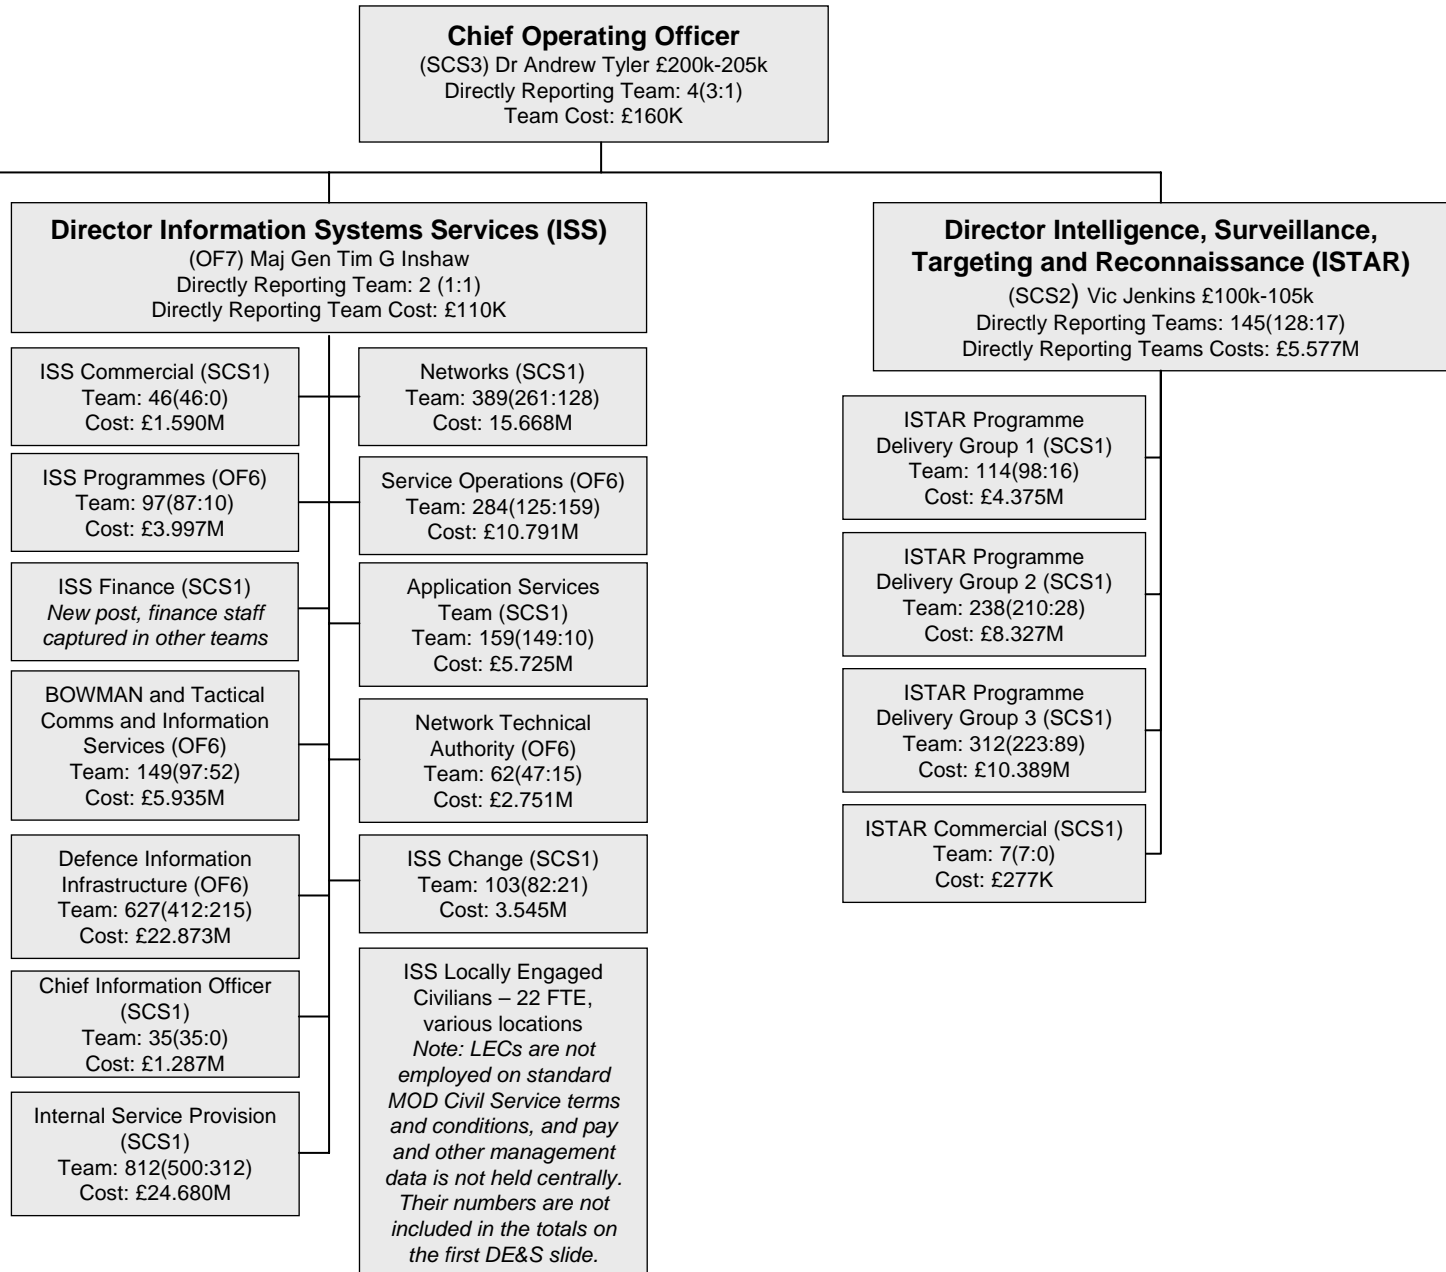 Chief Operating Officer
(SCS3) Dr Andrew Tyler £200k-205k
Directly Reporting Team: 4(3:1)
Team Cost: £160K
Director Information Systems Services (ISS)
(OF7) Maj Gen Tim G Inshaw
Directly Reporting Team: 2 (1:1)
Directly Reporting Team Cost: £110K
ISS Commercial (SCS1)
Team: 46(46:0)
Cost: £1.590M
ISS Programmes (OF6)
Team: 97(87:10)
Cost: £3.997M
ISS Finance (SCS1)
New post, finance staff
captured in other teams
BOWMAN and Tactical
Comms and Information
Services (OF6)
Team: 149(97:52)
Cost: £5.935M
Defence Information
Infrastructure (OF6)
Team: 627(412:215)
Cost: £22.873M
Chief Information Officer
(SCS1)
Team: 35(35:0)
Cost: £1.287M
Internal Service Provision
(SCS1)
Team: 812(500:312)
Cost: £24.680M
Networks (SCS1)
Team: 389(261:128)
Cost: 15.668M
Service Operations (OF6)
Team: 284(125:159)
Cost: £10.791M
Application Services
Team (SCS1)
Team: 159(149:10)
Cost: £5.725M
Network Technical
Authority (OF6)
Team: 62(47:15)
Cost: £2.751M
ISS Change (SCS1)
Team: 103(82:21)
Cost: 3.545M
ISS Locally Engaged
Civilians – 22 FTE,
various locations
Note: LECs are not
employed on standard
MOD Civil Service terms
and conditions, and pay
and other management
data is not held centrally.
Their numbers are not
included in the totals on
the first DE&S slide.
Director Intelligence, Surveillance,
Targeting and Reconnaissance (ISTAR)
(SCS2) Vic Jenkins £100k-105k
Directly Reporting Teams: 145(128:17)
Directly Reporting Teams Costs: £5.577M
ISTAR Programme
Delivery Group 1 (SCS1)
Team: 114(98:16)
Cost: £4.375M
ISTAR Programme
Delivery Group 2 (SCS1)
Team: 238(210:28)
Cost: £8.327M
ISTAR Programme
Delivery Group 3 (SCS1)
Team: 312(223:89)
Cost: £10.389M
ISTAR Commercial (SCS1)
Team: 7(7:0)
Cost: £277K